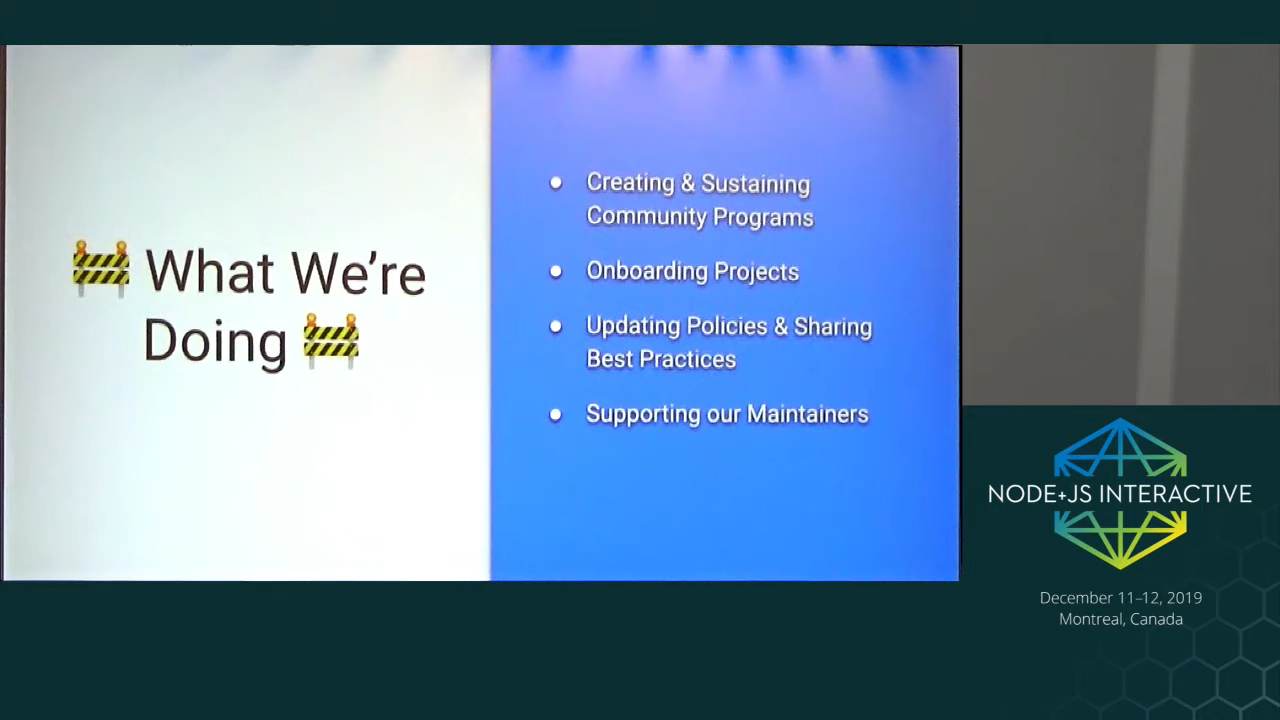 🚧 What We're
Doing 🚧
● Creating & Sustaining
Community Programs
● Onboarding Projects
● Updating Policies & Sharing
Best Practices
● Supporting our Maintainers
NODE+JS INTERACTIVE
December 11–12, 2019
Montreal, Canada